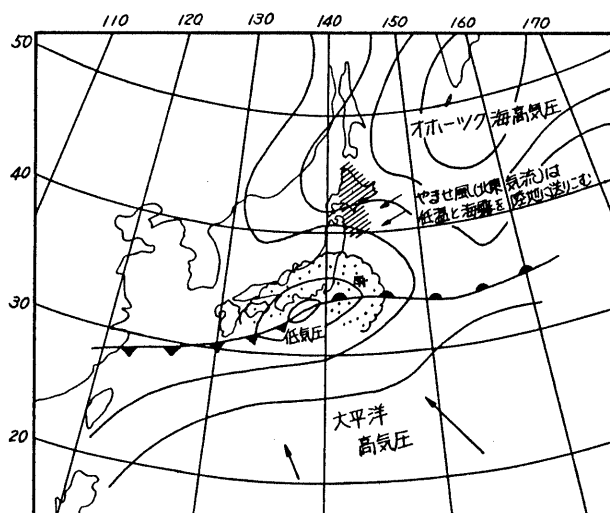 110 120 130 140 150 160 170
50
オホーツク海高気圧
40
やませ風(北東気流)は
低温と海霧を陸地に送りこむ
雨
30
低気圧
大平洋
高気圧
20